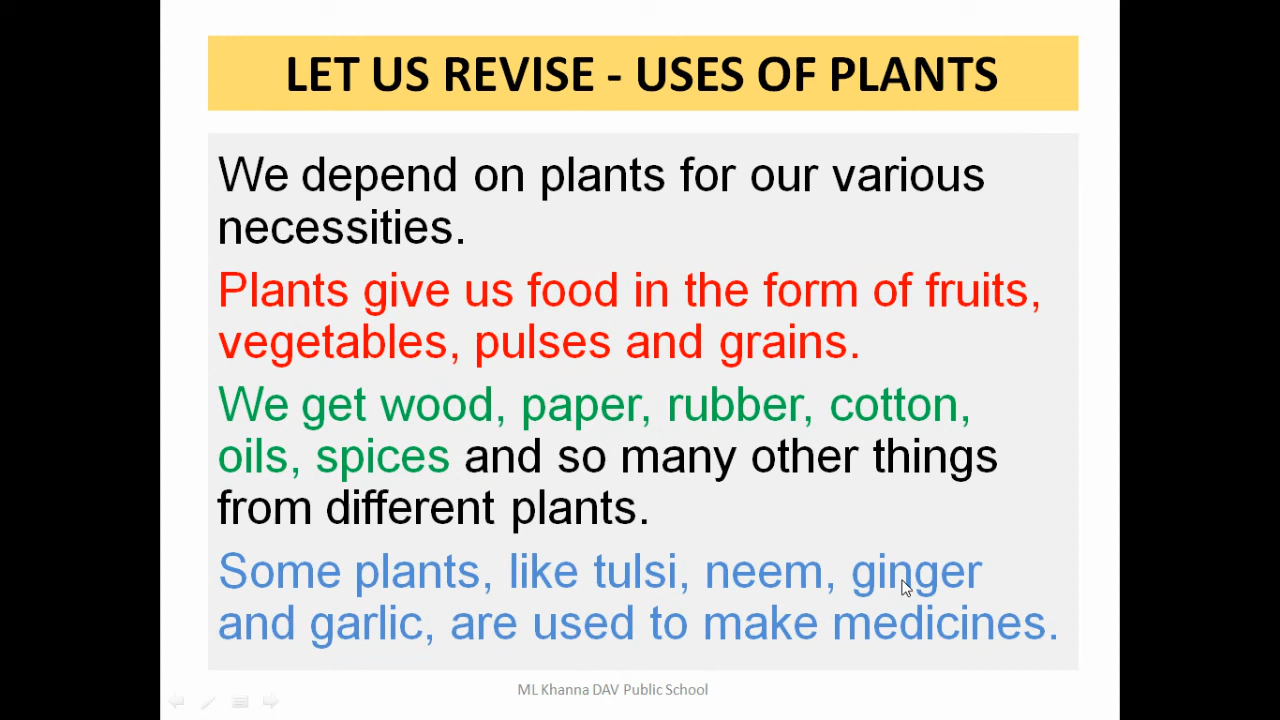 LET US REVISE - USES OF PLANTS
We depend on plants for our various
necessities.
Plants give us food in the form of fruits,
vegetables, pulses and grains.
We get wood, paper, rubber, cotton,
oils, spices and so many other things
from different plants.
Some plants, like tulsi, neem, ginger
and garlic, are used to make medicines.
ML Khanna DAV Public School